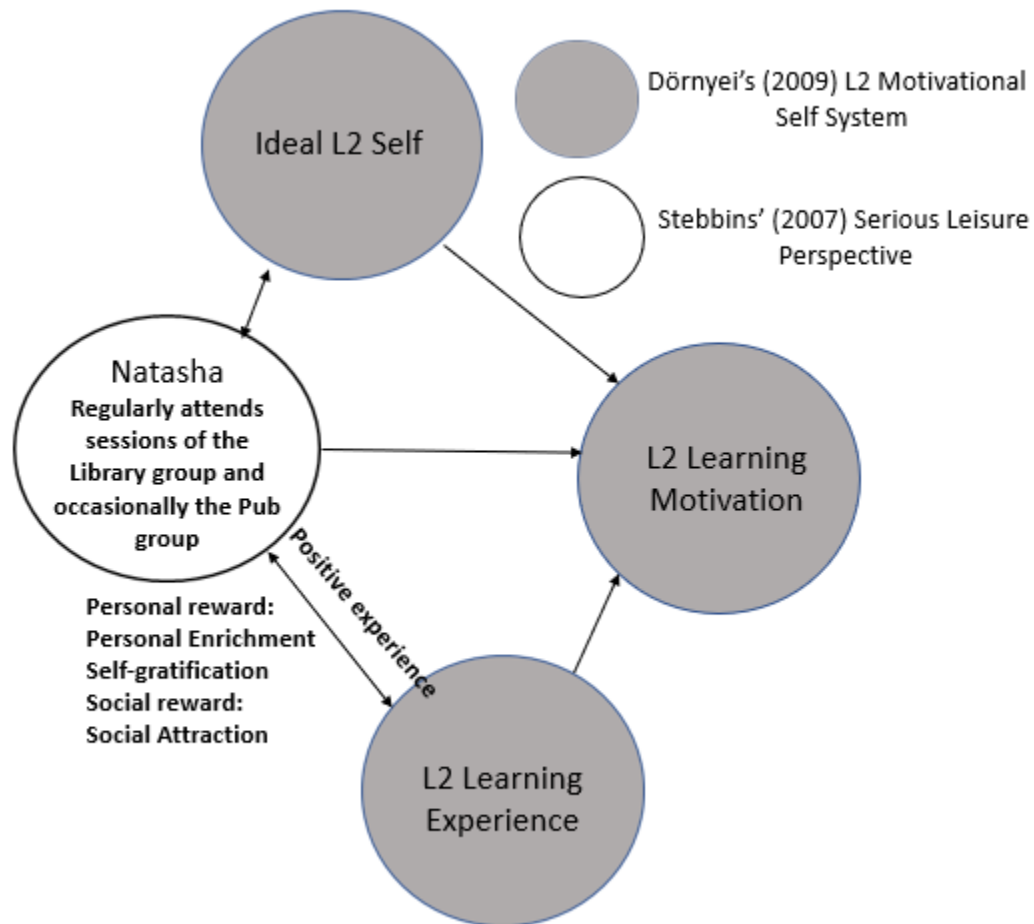 Ideal L2 Self
Dörnyei’s (2009) L2 Motivational
Self System
Stebbins’ (2007) Serious Leisure
Perspective
Natasha
Regularly attends
sessions of the
Library group and
occasionally the Pub
group
L2 Learning
Motivation
Positive experience
Personal reward:
Personal Enrichment
Self-gratification
Social reward:
Social Attraction
L2 Learning
Experience